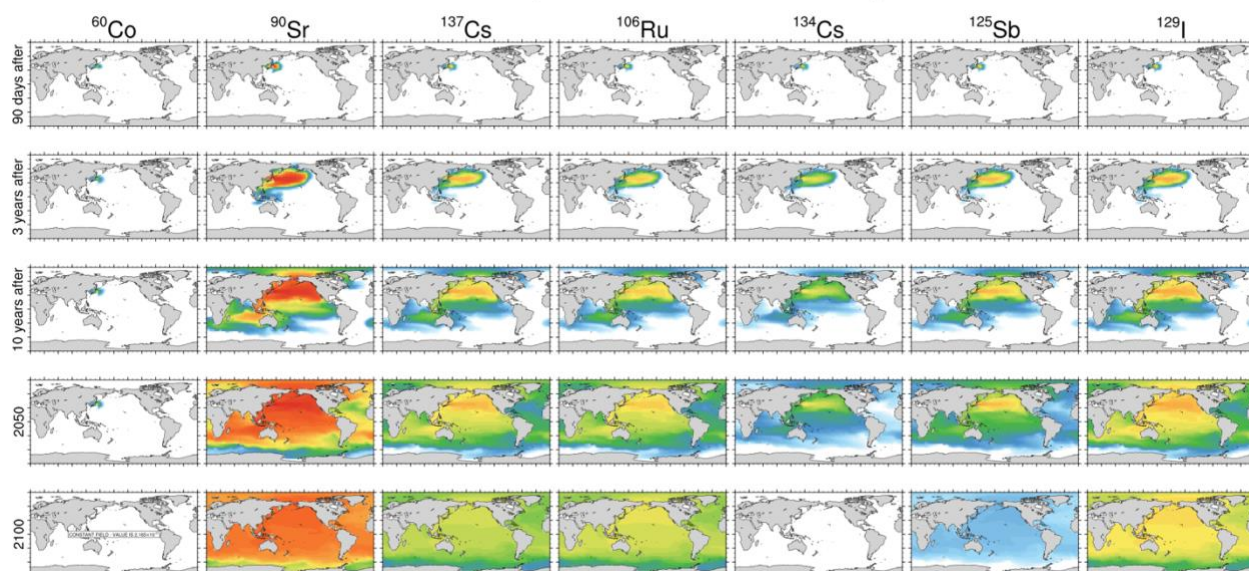 ⁶⁰Co ⁹⁰Sr ¹³⁷Cs ¹⁰⁶Ru ¹³⁴Cs ¹²⁵Sb ¹²⁹I
90 days after
3 years after
10 years after
2050
2100